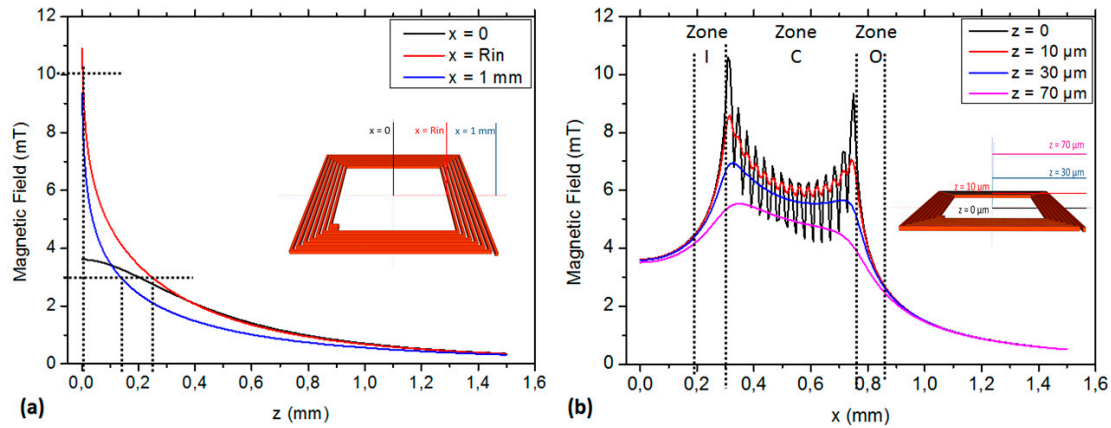 12
10
8
6
4
2
0
Magnetic Field (mT)
0,0 0,2 0,4 0,6 0,8 1,0 1,2 1,4 1,6
z (mm)
x = 0
x = Rin
x = 1 mm
x = 0
x = Rin
x = 1 mm
(a)
12
10
8
6
4
2
0
Magnetic Field (mT)
0,0 0,2 0,4 0,6 0,8 1,0 1,2 1,4 1,6
x (mm)
Zone I
Zone C
Zone O
z = 0
z = 10 µm
z = 30 µm
z = 70 µm
z = 70 µm
z = 30 µm
z = 10 µm
z = 0 µm
(b)